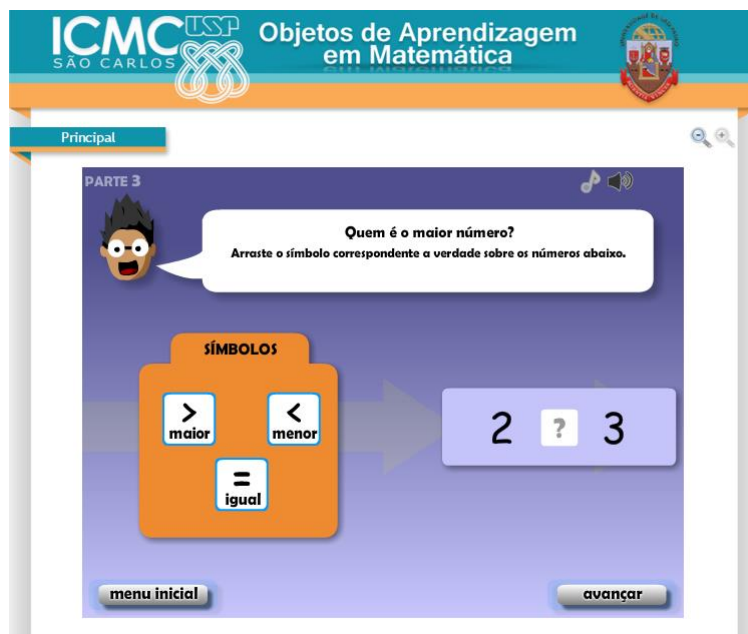 ICMC USP
SÃO CARLOS
Objetos de Aprendizagem
em Matemática
Principal
PARTE 3
Quem é o maior número?
Arraste o símbolo correspondente a verdade sobre os números abaixo.
SÍMBOLOS
> <
maior menor
=
igual
2 ? 3
menu inicial avançar